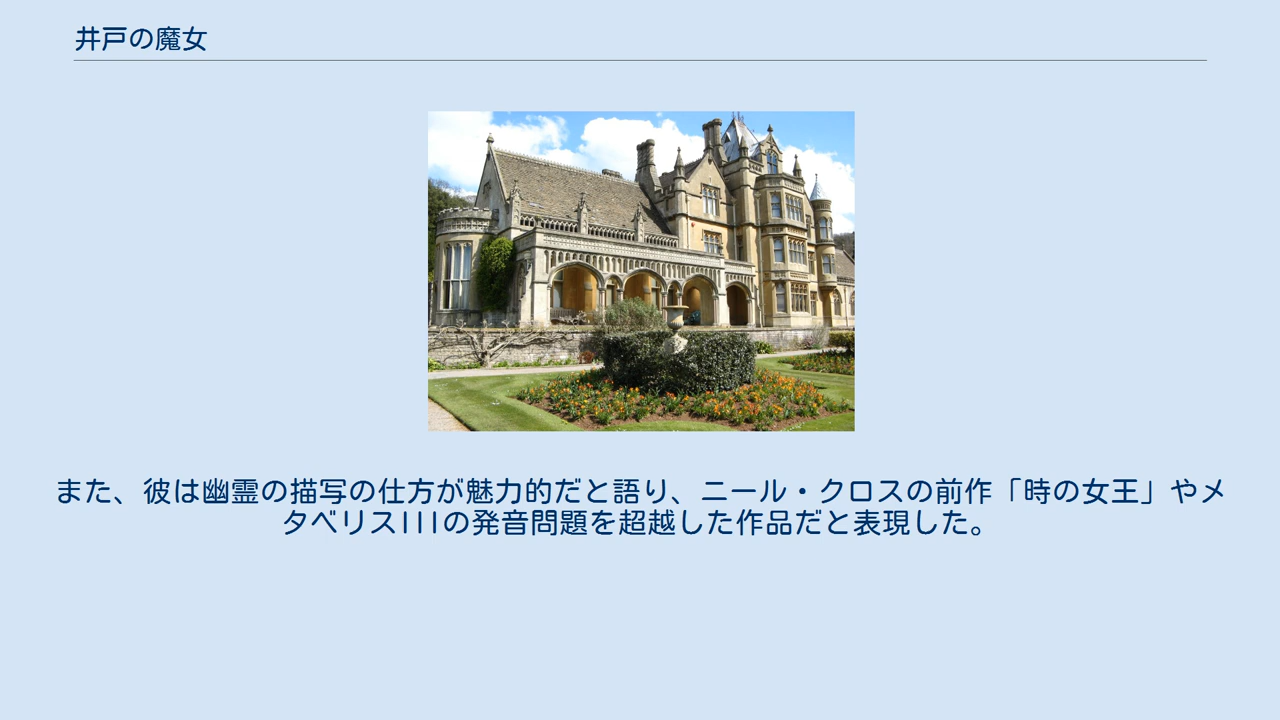 井戸の魔女
また、彼は幽霊の描写の仕方が魅力的だと語り、ニール・クロスの前作「時の女王」やメ
タベリスIIIの発音問題を超越した作品だと表現した。